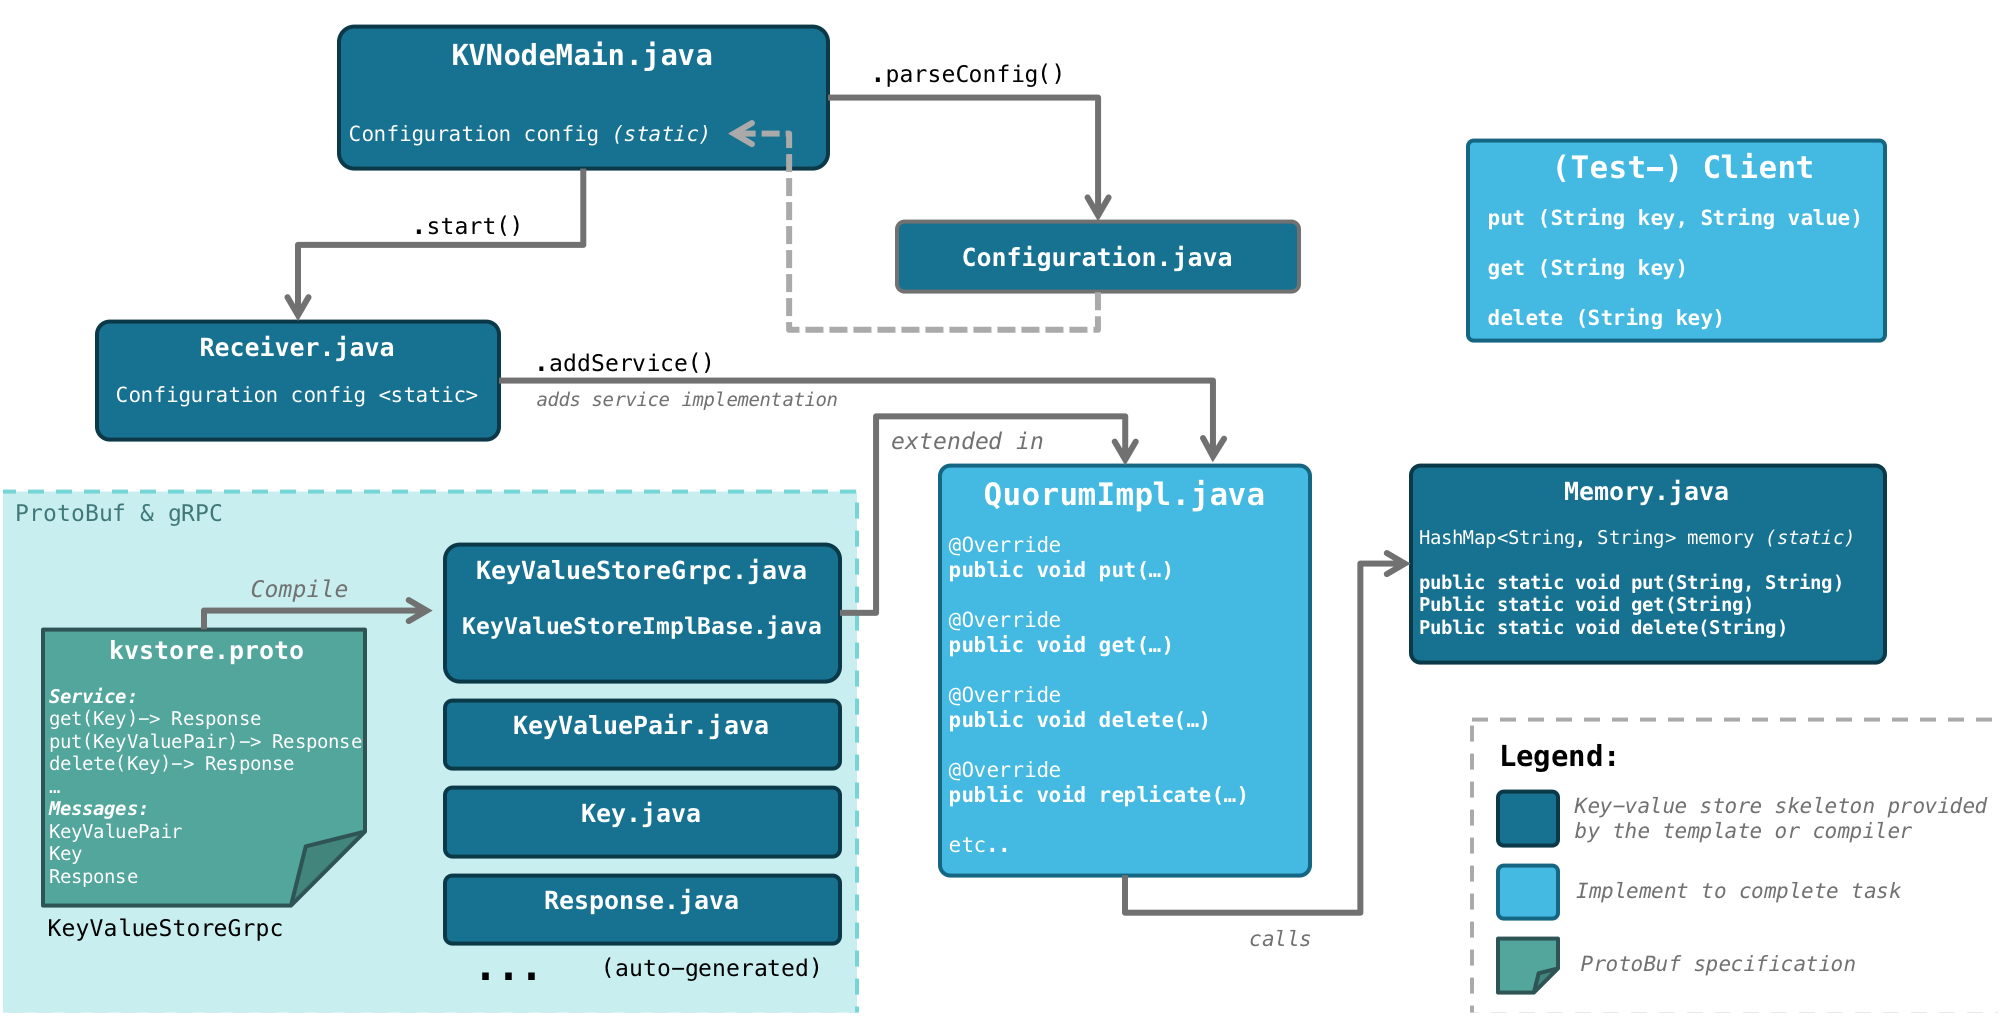 KVNodeMain.java
Configuration config (static)
.parseConfig()
.start()
Configuration.java
(Test-) Client
put (String key, String value)
get (String key)
delete (String key)
Receiver.java
Configuration config <static>
.addService()
adds service implementation
extended in
ProtoBuf & gRPC
Compile
kvstore.proto
Service:
get(Key)-> Response
put(KeyValuePair)-> Response
delete(Key)-> Response
…
Messages:
KeyValuePair
Key
Response
KeyValueStoreGrpc
KeyValueStoreGrpc.java
KeyValueStoreImplBase.java
KeyValuePair.java
Key.java
Response.java
... (auto-generated)
QuorumImpl.java
@Override
public void put(…)
@Override
public void get(…)
@Override
public void delete(…)
@Override
public void replicate(…)
etc..
calls
Memory.java
HashMap<String, String> memory (static)
public static void put(String, String)
Public static void get(String)
Public static void delete(String)
Legend:
Key-value store skeleton provided
by the template or compiler
Implement to complete task
ProtoBuf specification